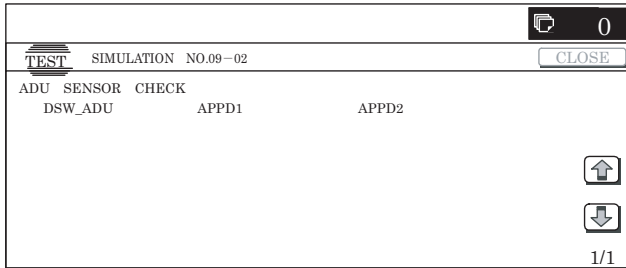 0
TEST SIMULATION NO.09-02 CLOSE
ADU SENSOR CHECK
DSW_ADU APPD1 APPD2
1/1